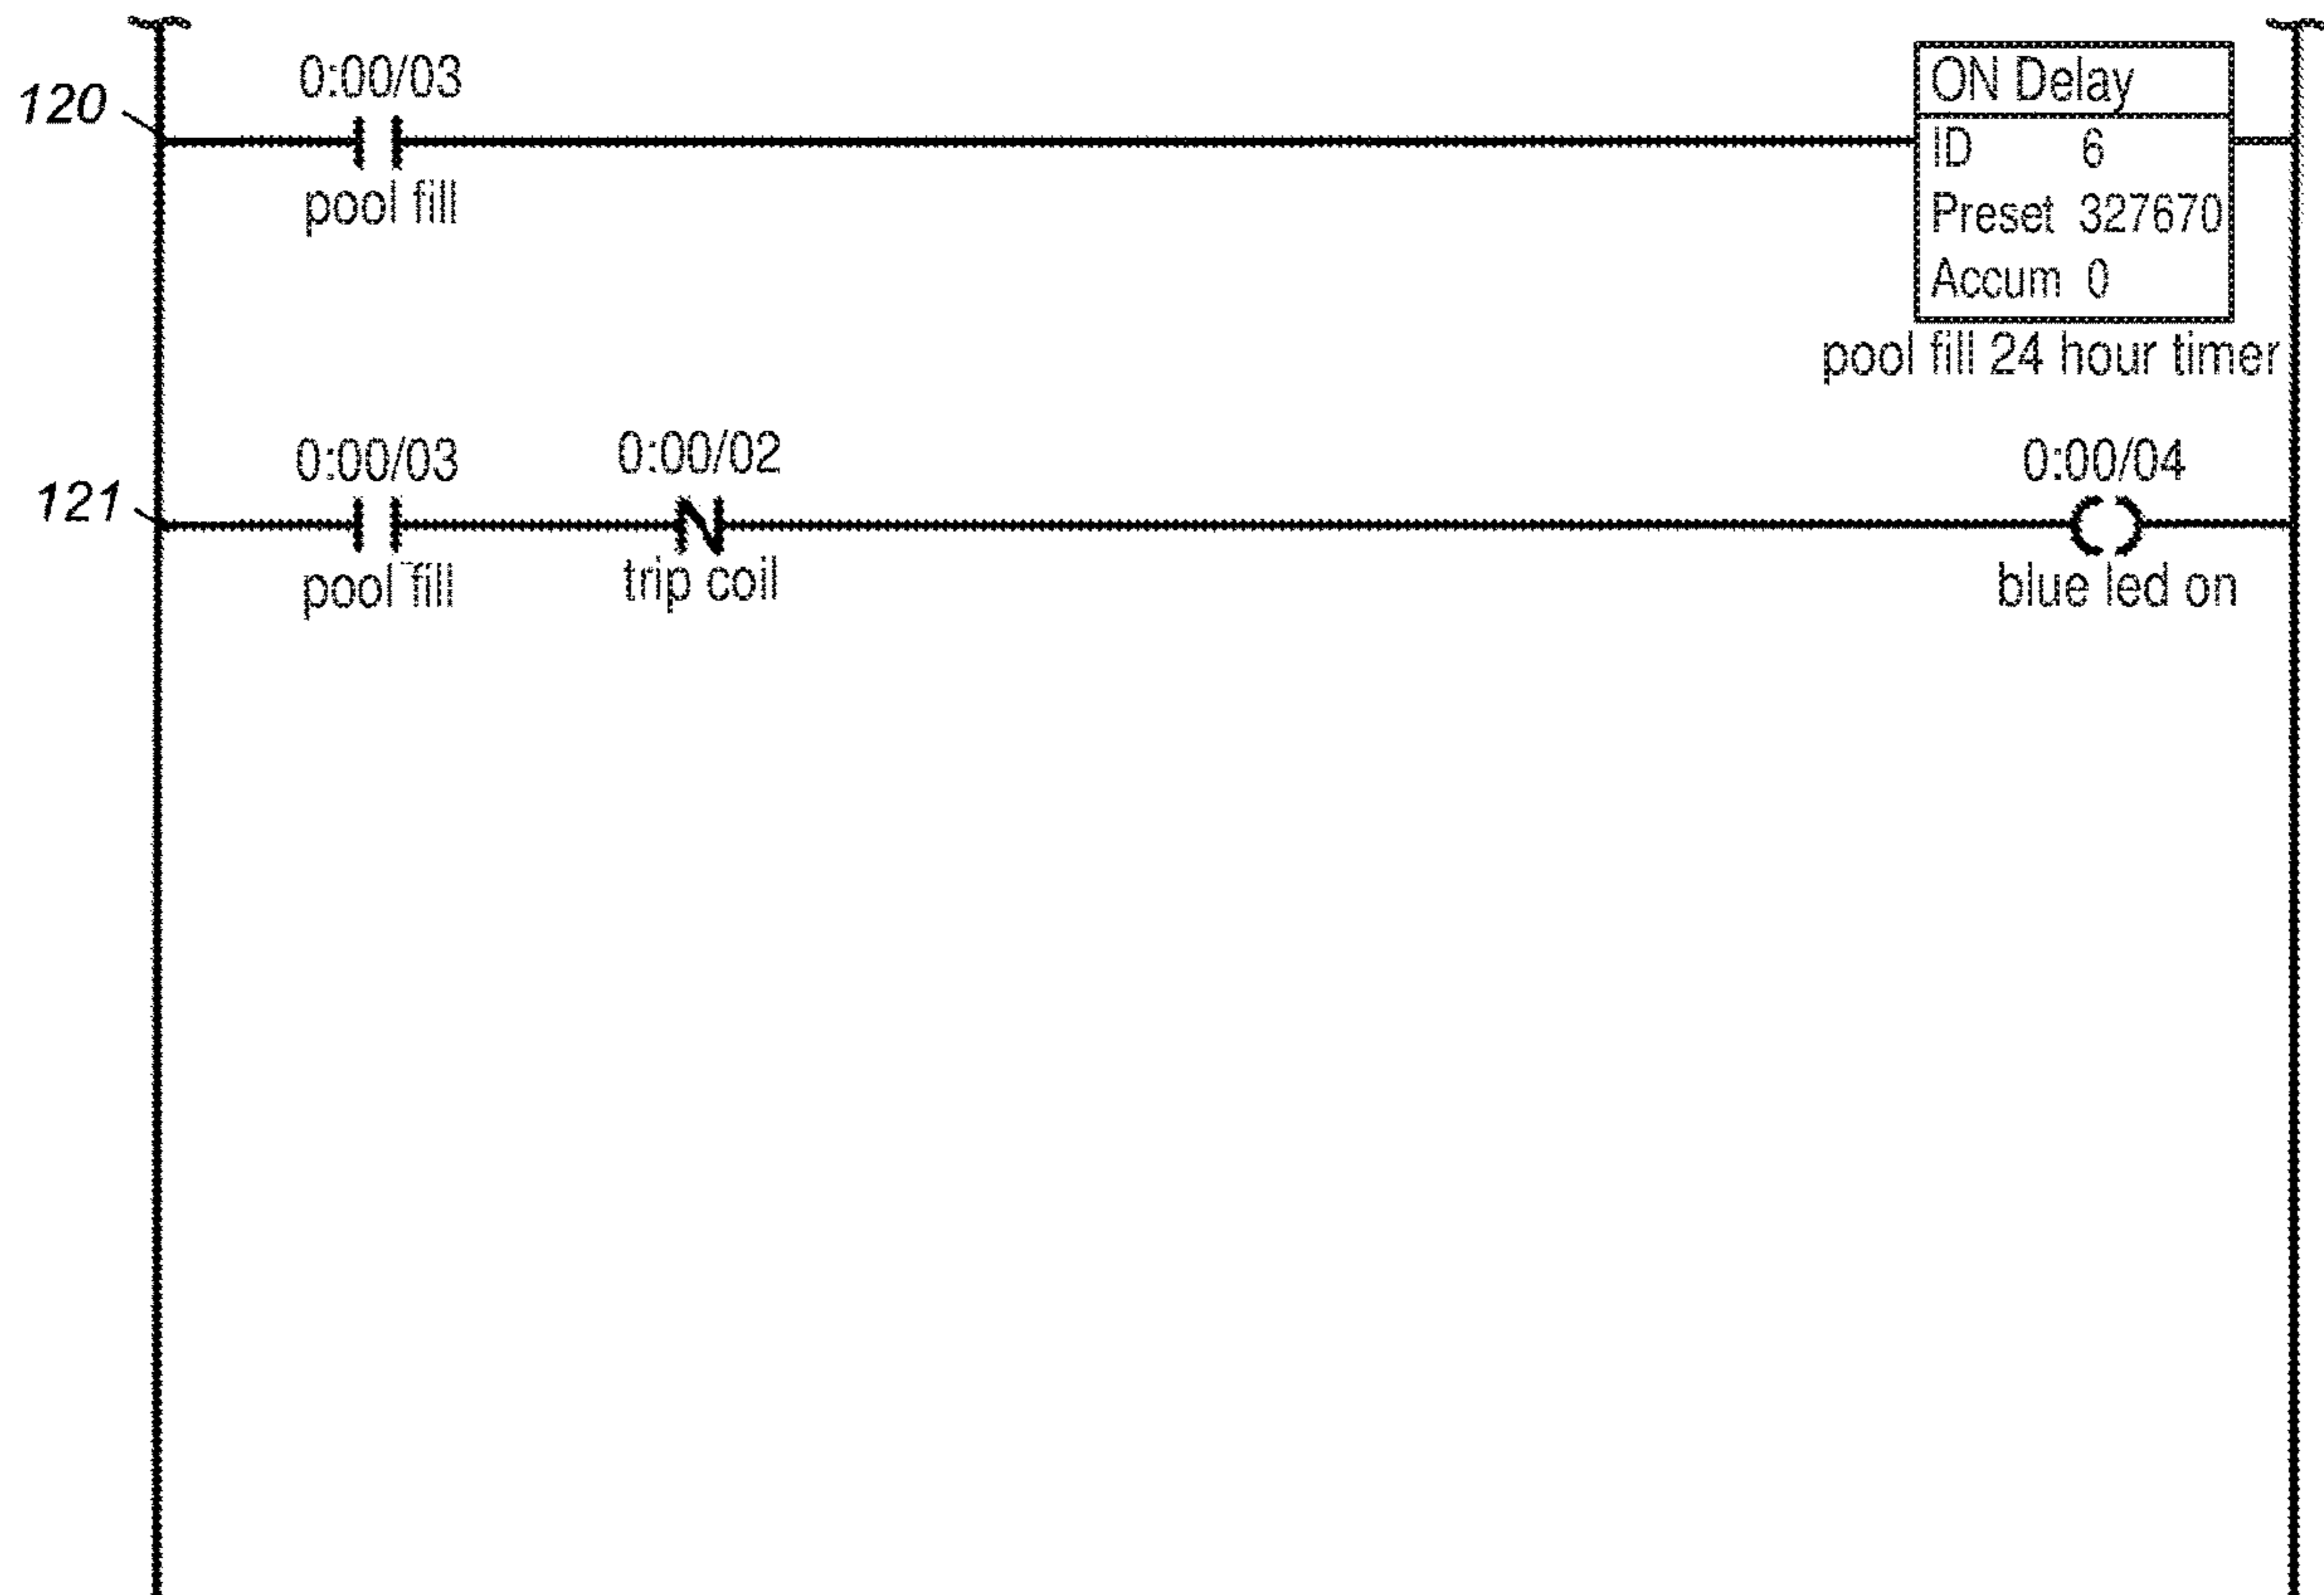 120
0:00/03
pool fill
ON Delay
ID 6
Preset 327670
Accum 0
pool fill 24 hour timer
121
0:00/03
pool fill
0:00/02
trip coil
0:00/04
blue led on